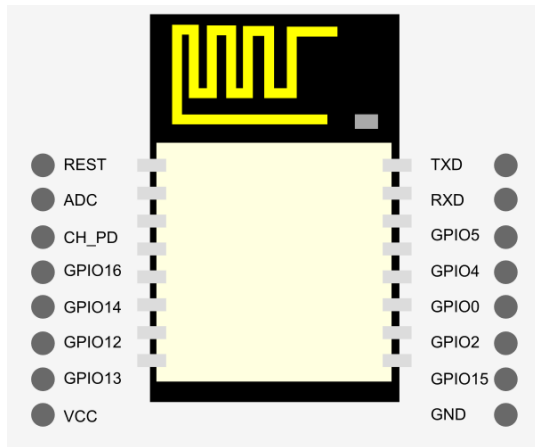 REST
ADC
CH_PD
GPIO16
GPIO14
GPIO12
GPIO13
VCC
TXD
RXD
GPIO5
GPIO4
GPIO0
GPIO2
GPIO15
GND